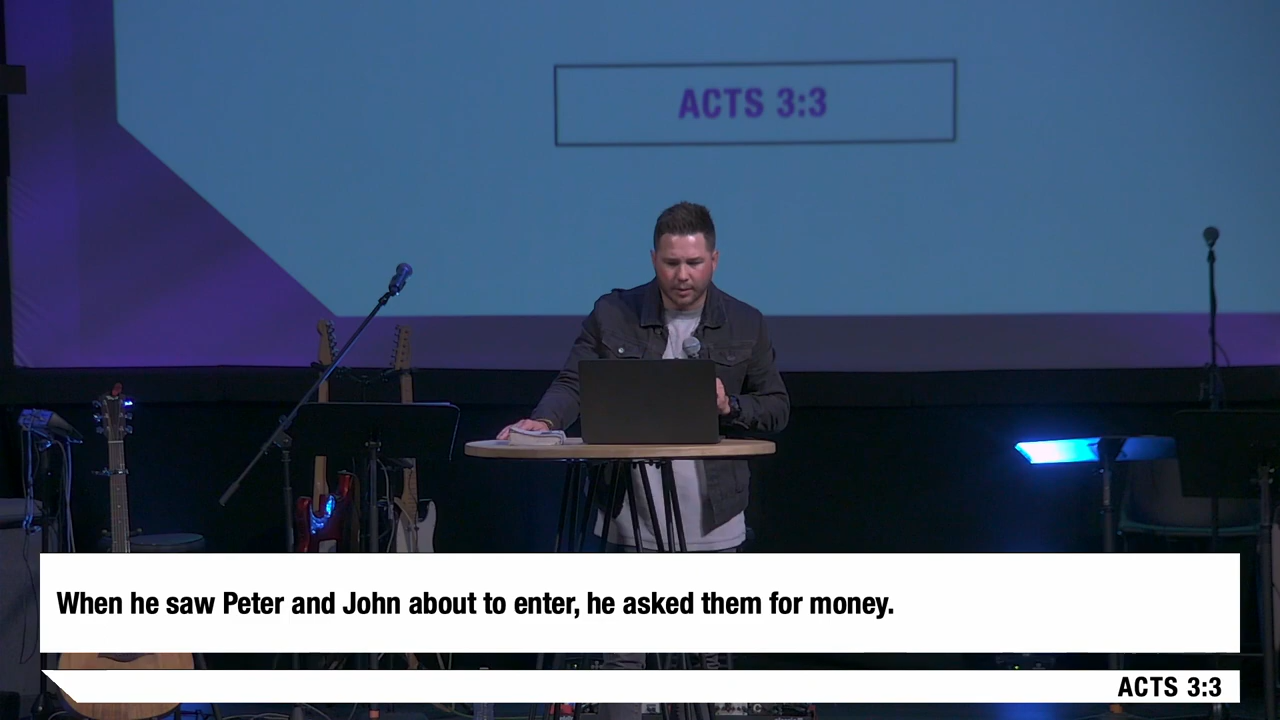 ACTS 3:3
When he saw Peter and John about to enter, he asked them for money.
ACTS 3:3